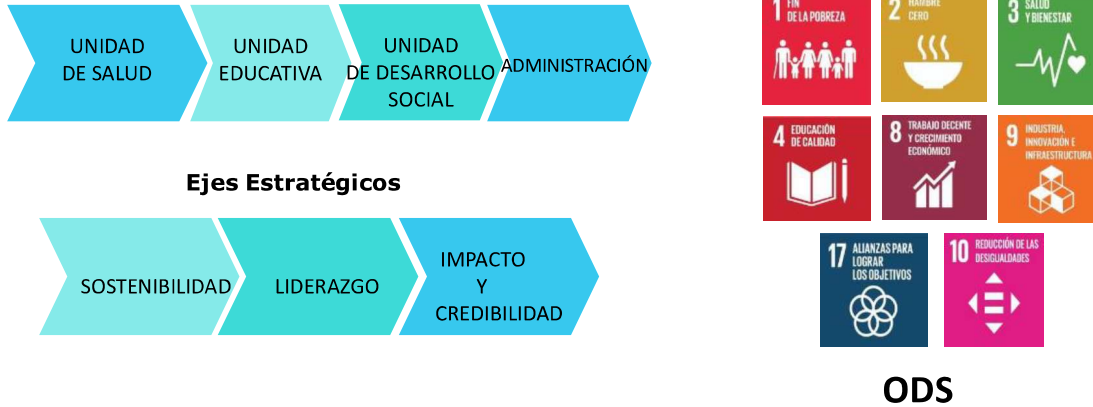 UNIDAD
DE SALUD
UNIDAD
EDUCATIVA
UNIDAD
DE DESARROLLO
SOCIAL
ADMINISTRACIÓN
Ejes Estratégicos
SOSTENIBILIDAD
LIDERAZGO
IMPACTO
Y
CREDIBILIDAD
1 FIN
DE LA POBREZA
2 HAMBRE
CERO
3 SALUD
Y BIENESTAR
4 EDUCACIÓN
DE CALIDAD
8 TRABAJO DECENTE
Y CRECIMIENTO
ECONÓMICO
9 INDUSTRIA,
INNOVACIÓN E
INFRAESTRUCTURA
17 ALIANZAS PARA
LOGRAR
LOS OBJETIVOS
10 REDUCCIÓN DE LAS
DESIGUALDADES
ODS